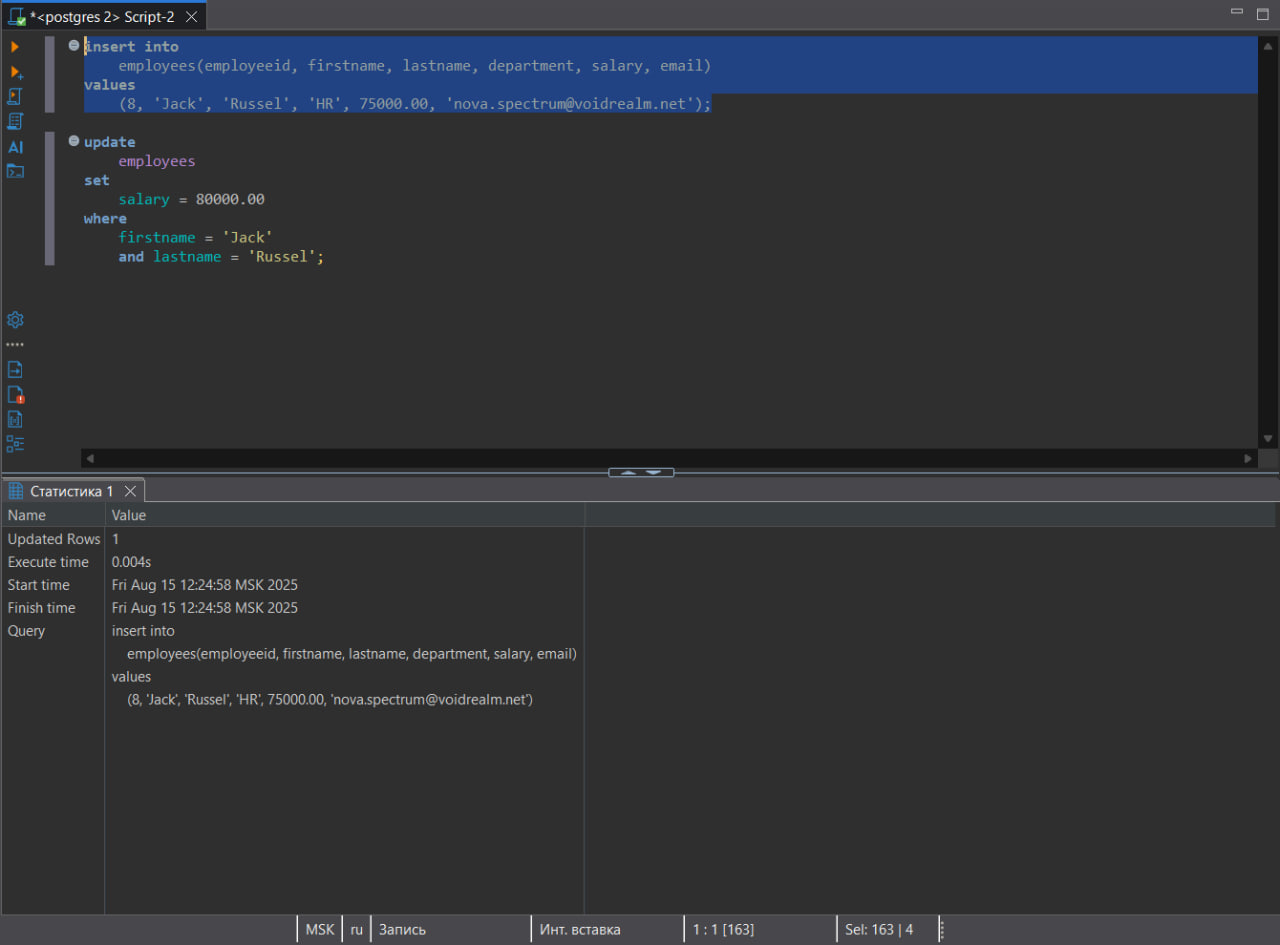 *<postgres 2> Script-2
insert into
employees(employeeid, firstname, lastname, department, salary, email)
values
(8, 'Jack', 'Russel', 'HR', 75000.00, 'nova.spectrum@voidrealm.net');
AI
update
employees
set
salary = 80000.00
where
firstname = 'Jack'
and lastname = 'Russel';
Статистика 1
Name Value
Updated Rows 1
Execute time 0.004s
Start time Fri Aug 15 12:24:58 MSK 2025
Finish time Fri Aug 15 12:24:58 MSK 2025
Query insert into
employees(employeeid, firstname, lastname, department, salary, email)
values
(8, 'Jack', 'Russel', 'HR', 75000.00, 'nova.spectrum@voidrealm.net')
MSK ru Запись Инт. вставка 1 : 1 [163] Sel: 163 | 4